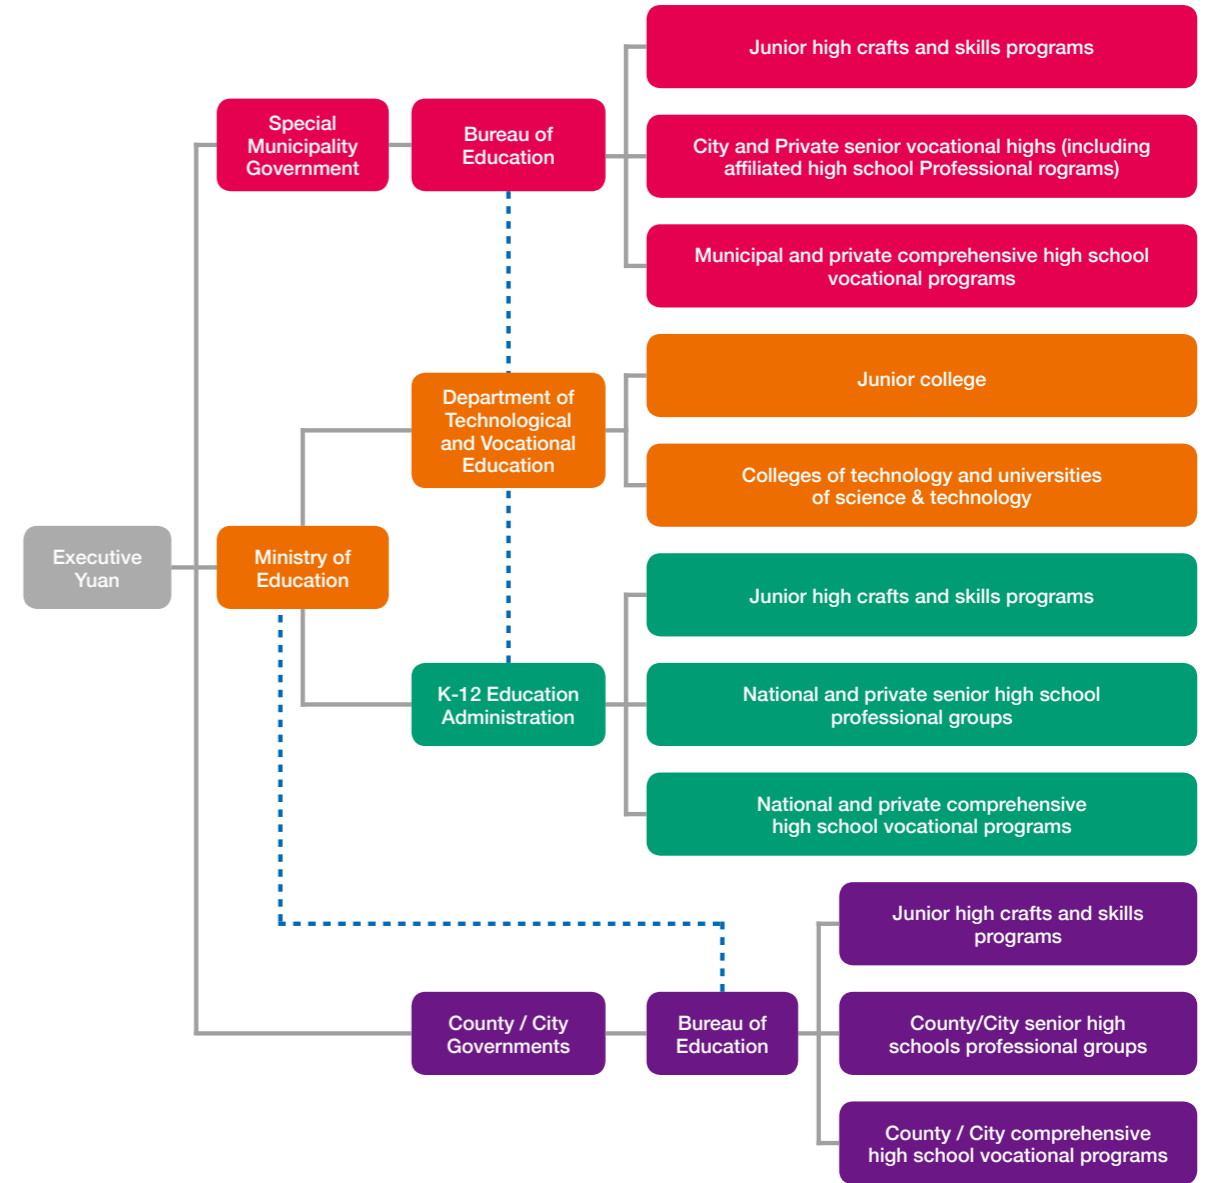 Junior high crafts and skills programs
Special
Municipality
Government
Bureau of
Education
City and Private senior vocational highs (including
affiliated high school Professional rograms)
Municipal and private comprehensive high school
vocational programs
Junior college
Department of
Technological
and Vocational
Education
Colleges of technology and universities
of science & technology
Executive
Yuan
Ministry of
Education
Junior high crafts and skills programs
K-12 Education
Administration
National and private senior high school
professional groups
National and private comprehensive
high school vocational programs
Junior high crafts and skills
programs
County / City
Governments
Bureau of
Education
County/City senior high
schools professional groups
County / City comprehensive
high school vocational programs